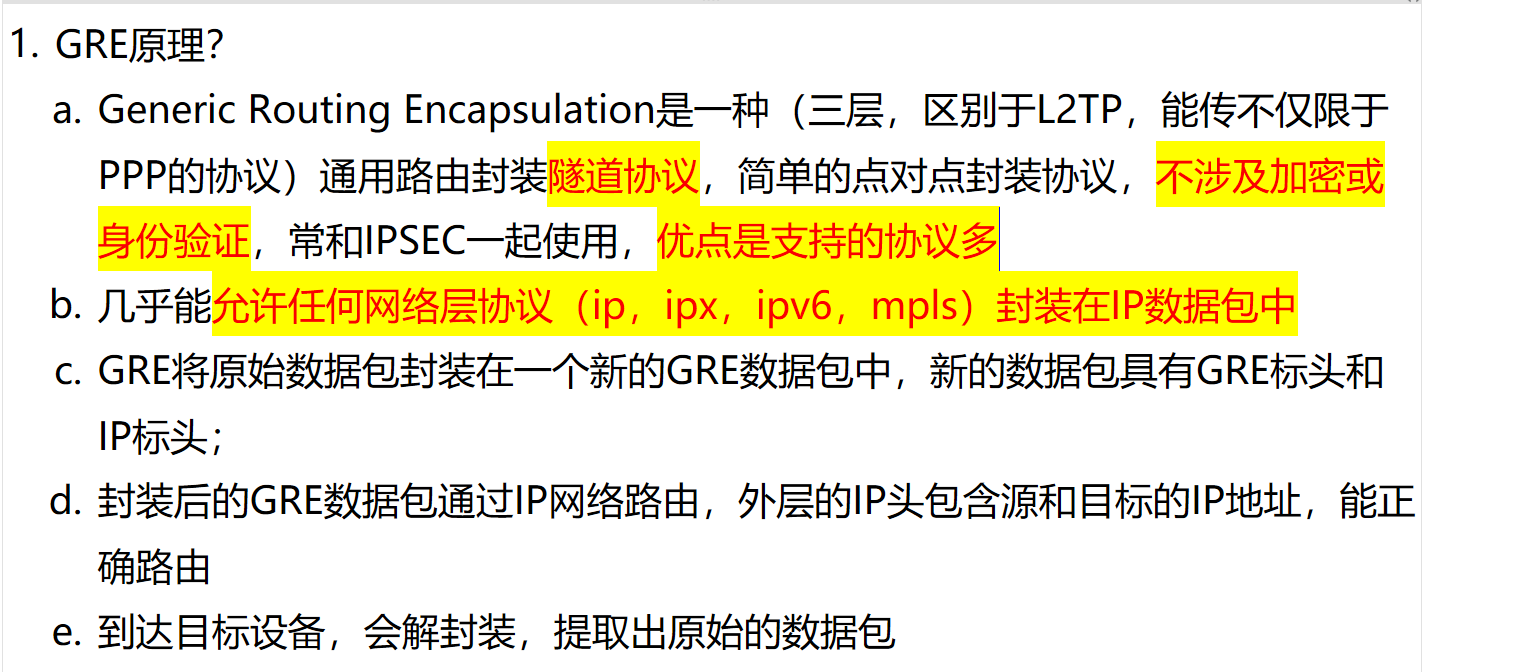 1. GRE原理？
a. Generic Routing Encapsulation是一种（三层，区别于L2TP，能传不仅限于
PPP的协议）通用路由封装隧道协议，简单的点对点封装协议，不涉及加密或
身份验证，常和IPSEC一起使用，优点是支持的协议多
b. 几乎能允许任何网络层协议（ip，ipx，ipv6，mpls）封装在IP数据包中
c. GRE将原始数据包封装在一个新的GRE数据包中，新的数据包具有GRE标头和
IP标头；
d. 封装后的GRE数据包通过IP网络路由，外层的IP头包含源和目标的IP地址，能正
确路由
e. 到达目标设备，会解封装，提取出原始的数据包